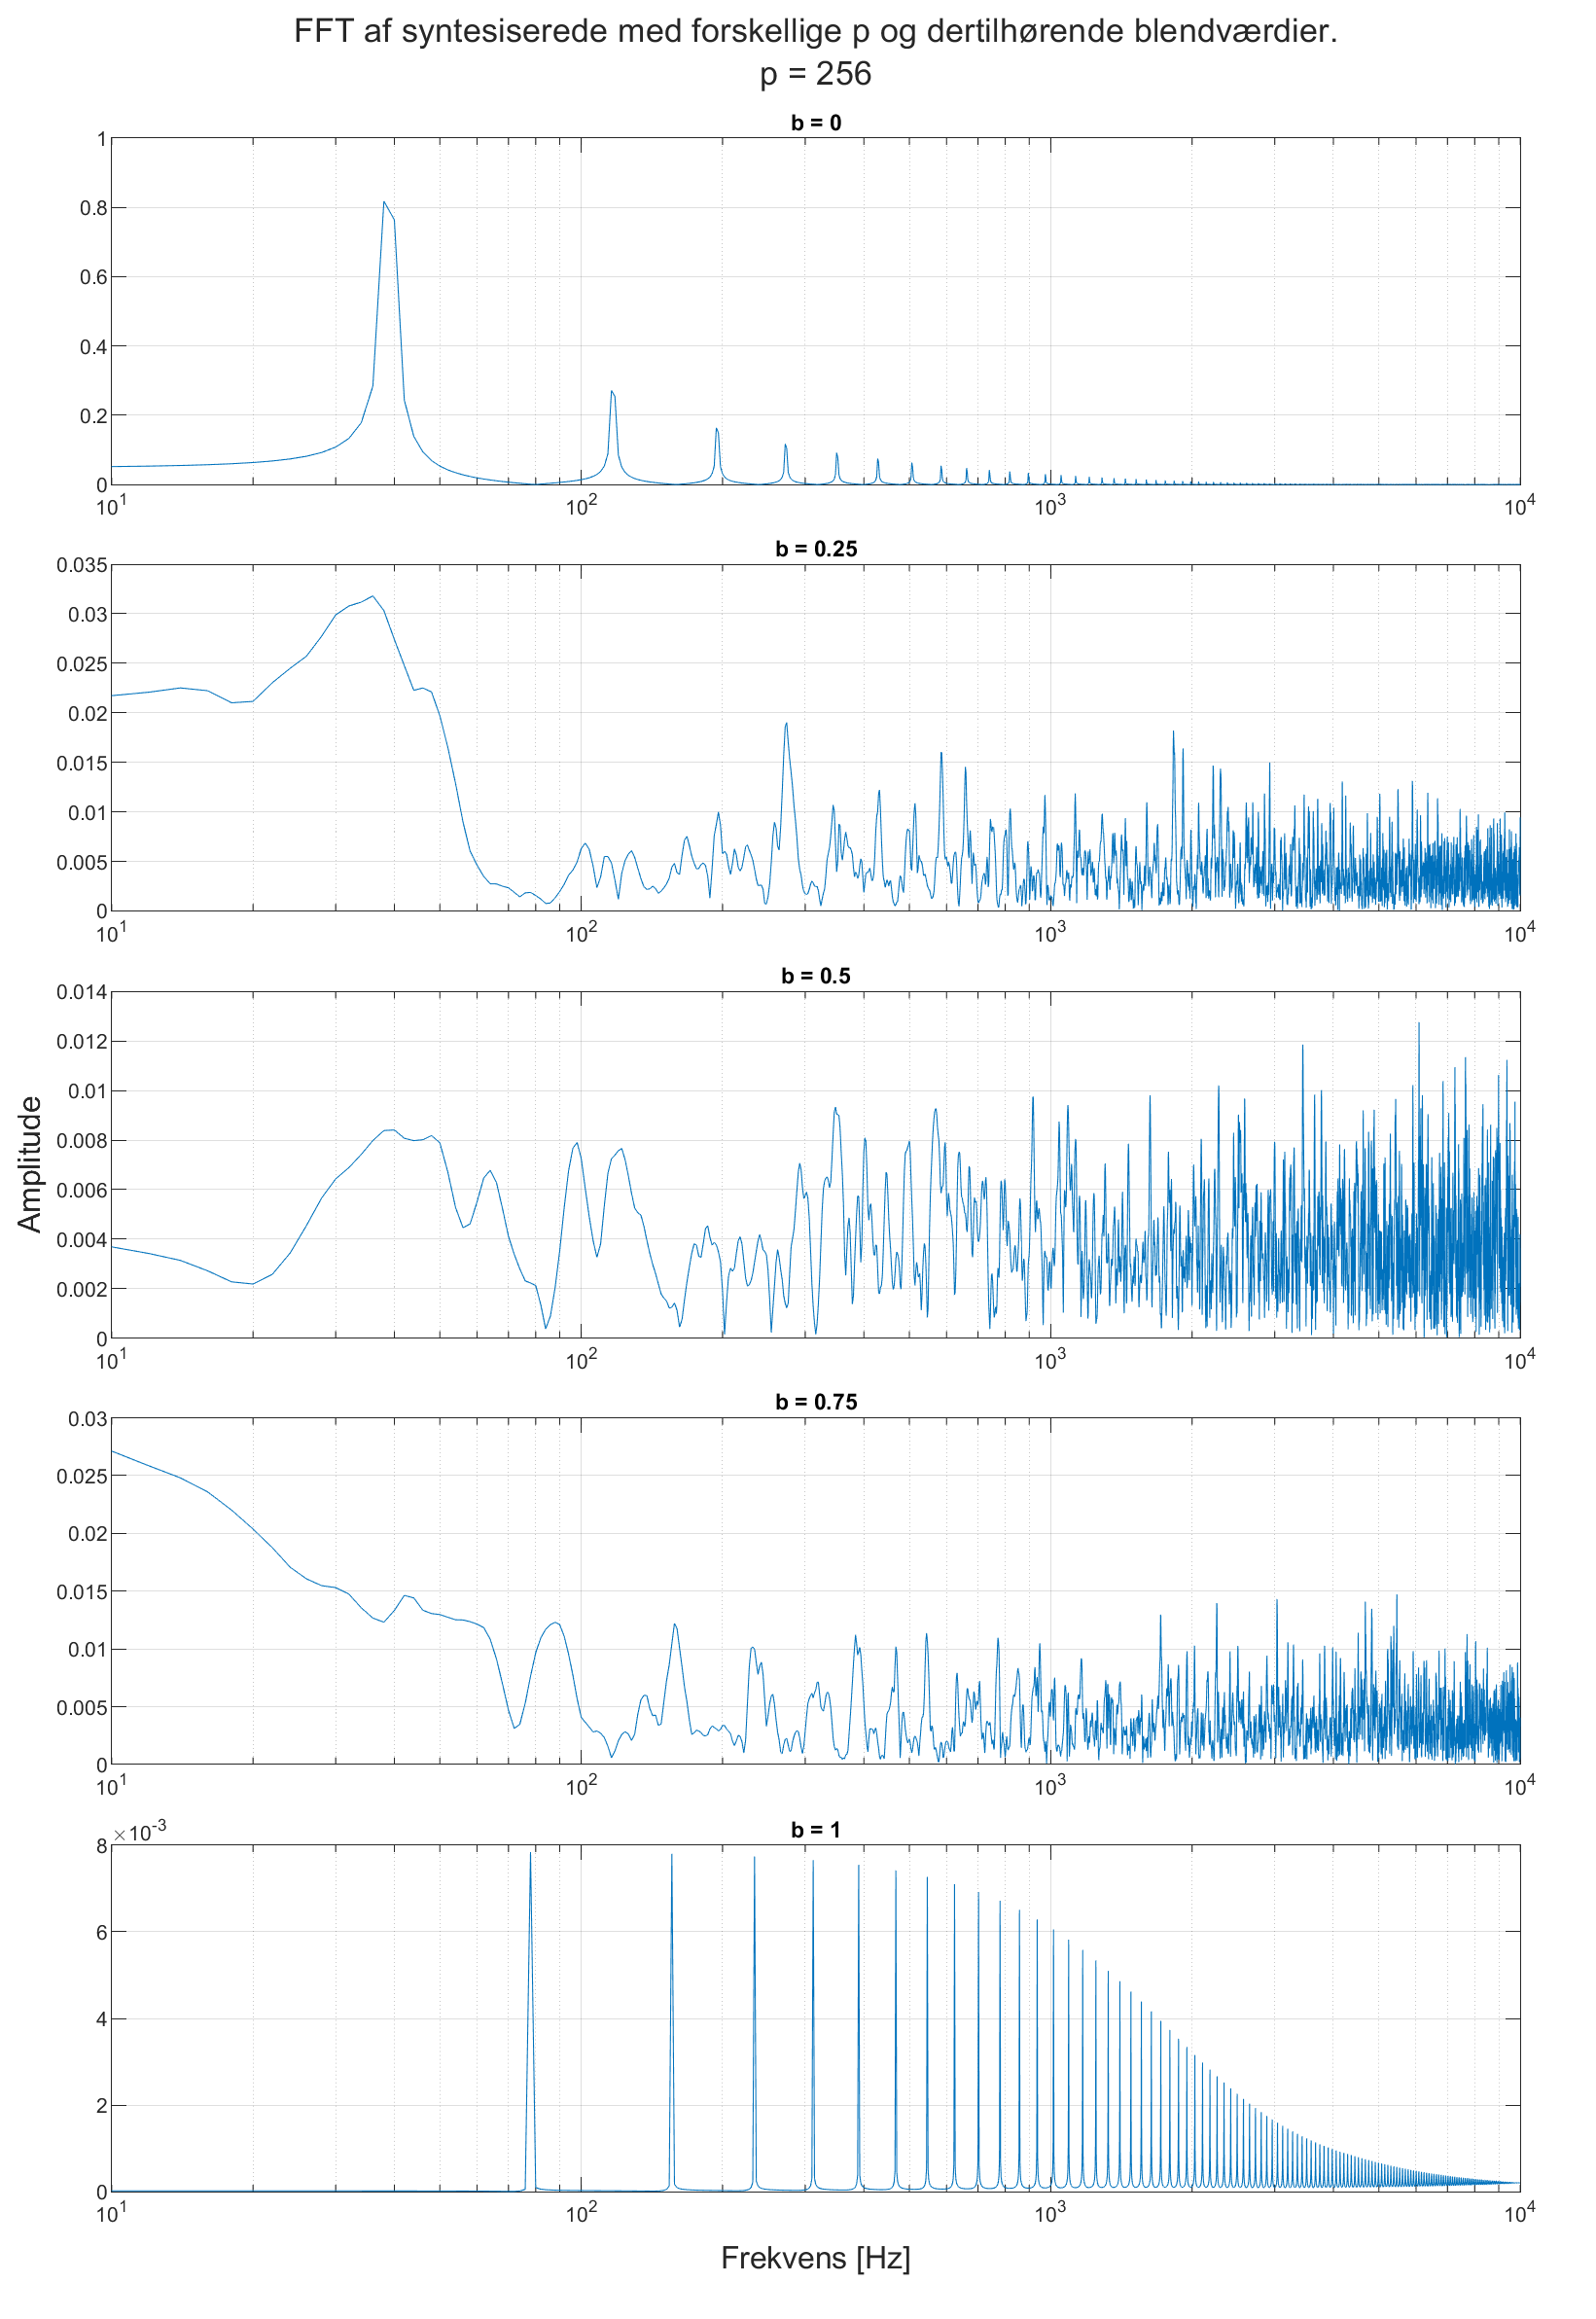 FFT af syntesiserede med forskellige p og dertilhørende blendværdier.
p = 256
b = 0
1
0.8
0.6
0.4
0.2
0
10^1 10^2 10^3 10^4
b = 0.25
0.035
0.03
0.025
0.02
0.015
0.01
0.005
0
10^1 10^2 10^3 10^4
b = 0.5
0.014
0.012
0.01
0.008
0.006
0.004
0.002
0
10^1 10^2 10^3 10^4
Amplitude
b = 0.75
0.03
0.025
0.02
0.015
0.01
0.005
0
10^1 10^2 10^3 10^4
b = 1
×10^-3
8
6
4
2
0
10^1 10^2 10^3 10^4
Frekvens [Hz]